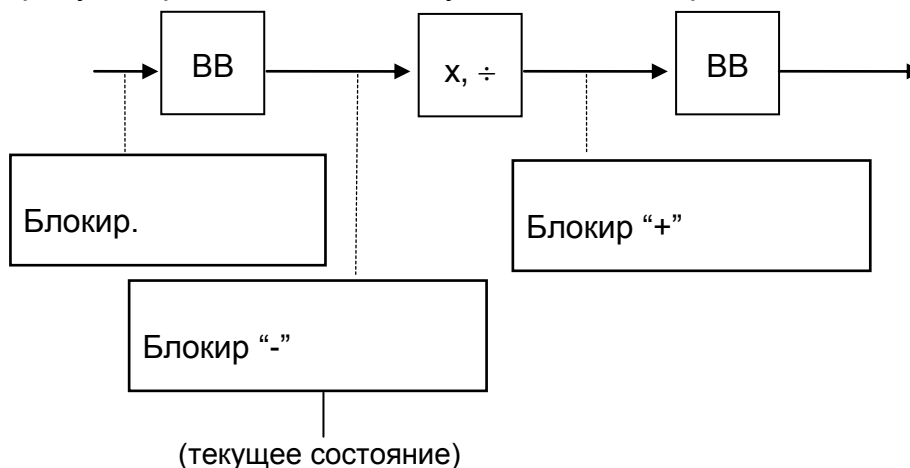 ВВ
x, ÷
ВВ
Блокир.
Блокир “+”
Блокир “-”
(текущее состояние)